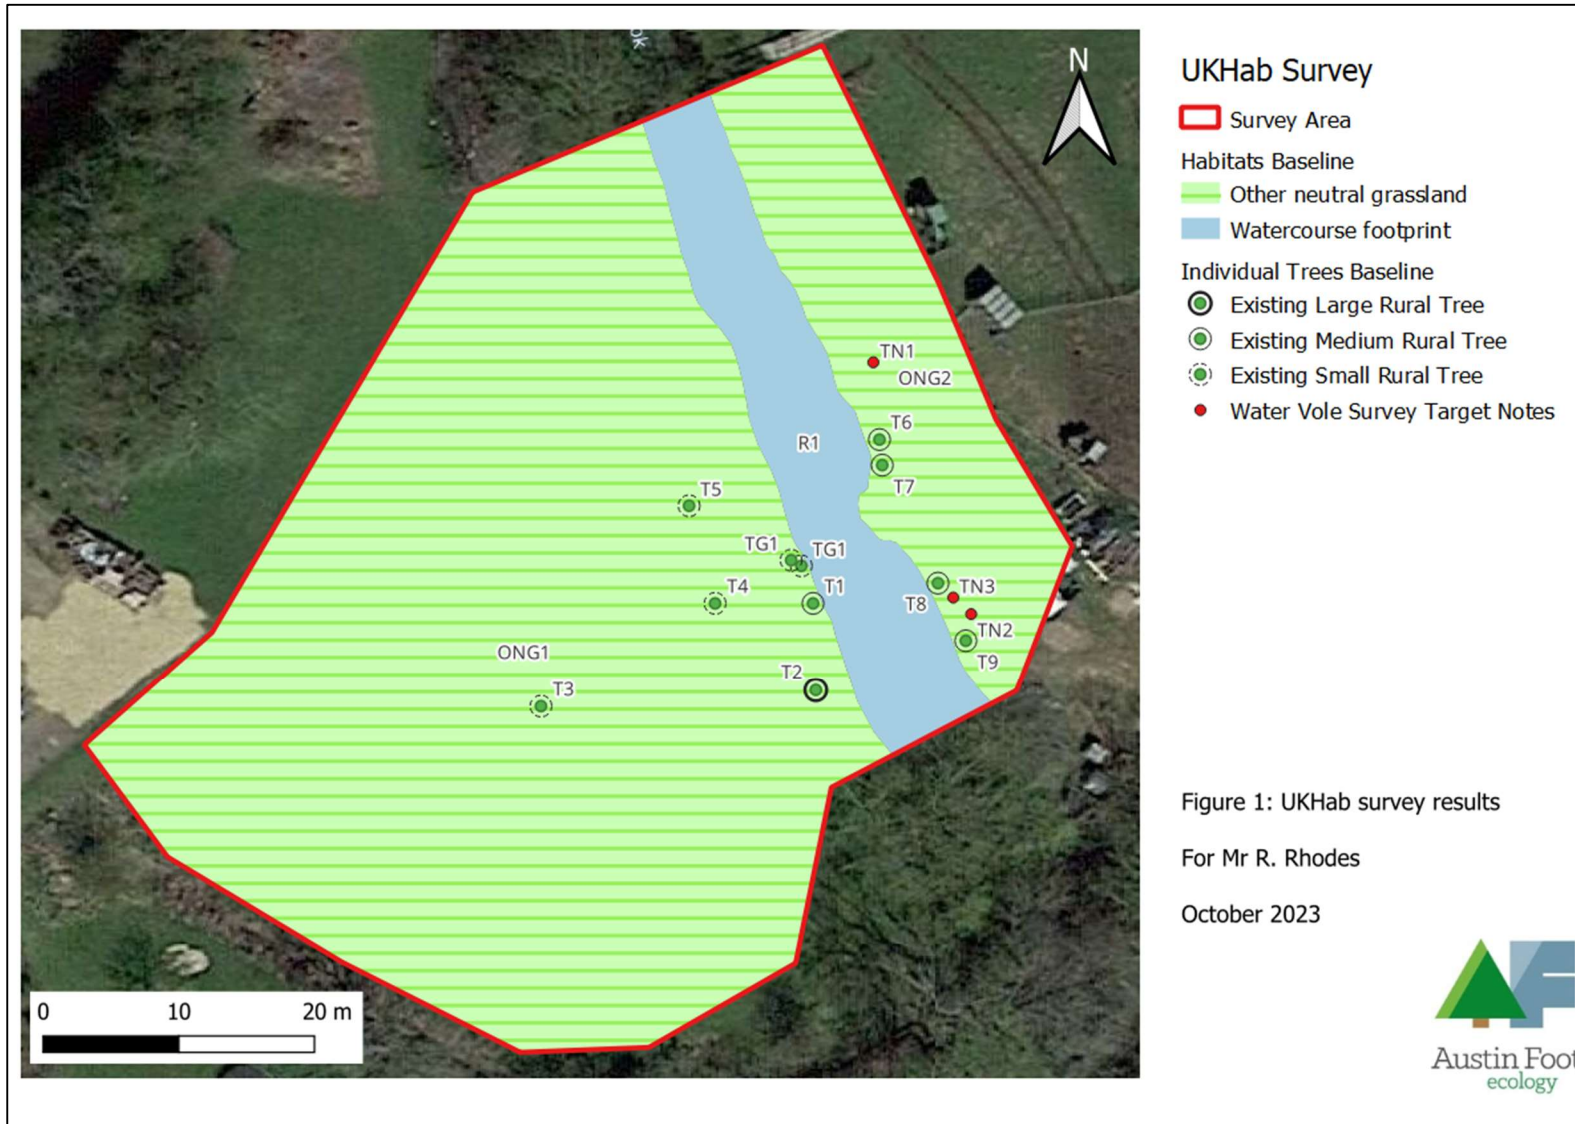 ok
N
UKHab Survey
Survey Area
Habitats Baseline
Other neutral grassland
Watercourse footprint
Individual Trees Baseline
Existing Large Rural Tree
Existing Medium Rural Tree
Existing Small Rural Tree
Water Vole Survey Target Notes
TN1
ONG2
T6
R1
T7
T5
TG1
TG1
T4
T1
TN3
T8
TN2
ONG1
T2
T9
T3
0 10 20 m
Figure 1: UKHab survey results
For Mr R. Rhodes
October 2023
AF
Austin Foot
ecology